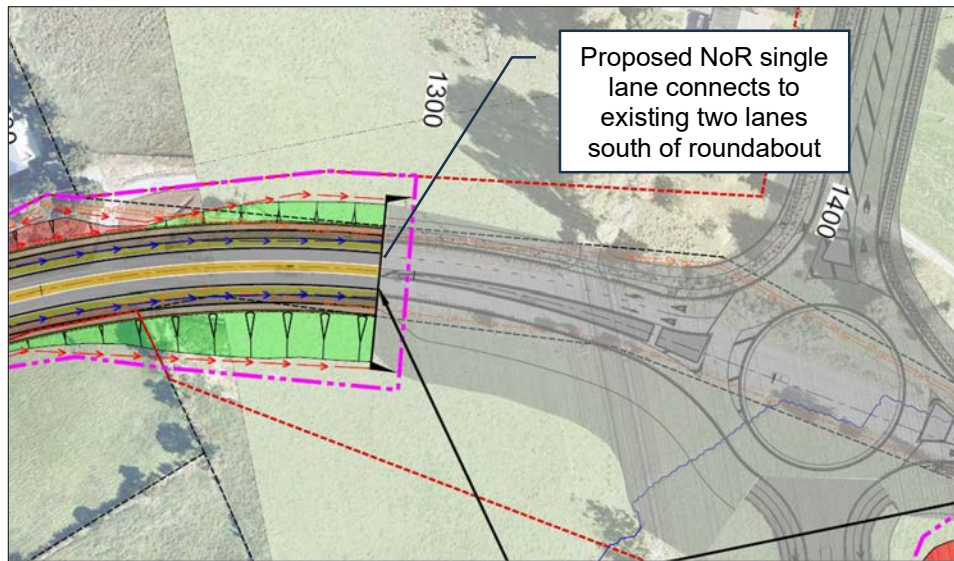 Proposed NoR single
lane connects to
existing two lanes
south of roundabout
1300
1400